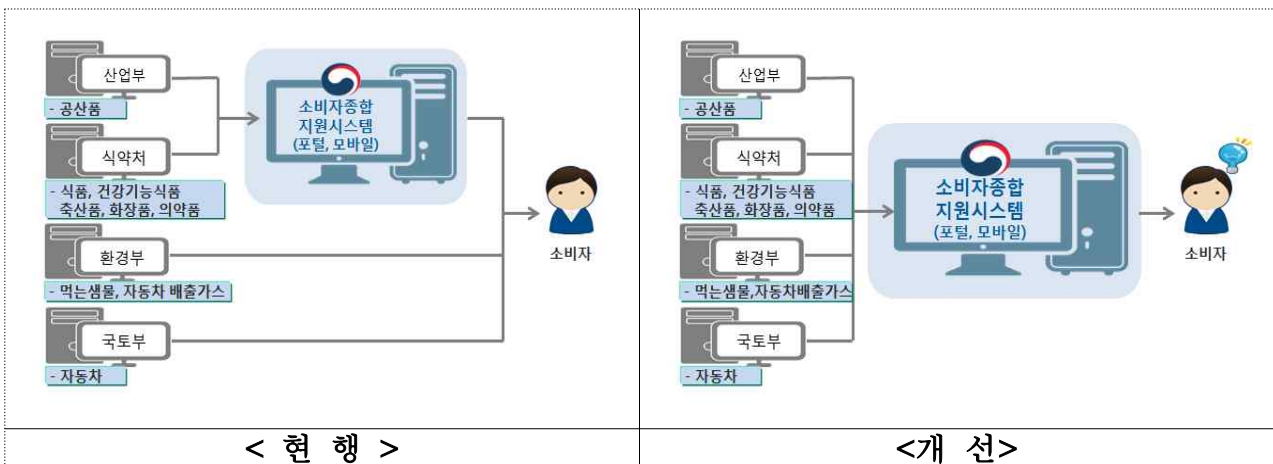 산업부
- 공산품
식약처
- 식품, 건강기능식품
축산품, 화장품, 의약품
환경부
- 먹는샘물, 자동차 배출가스
국토부
- 자동차
소비자종합
지원시스템
(포털, 모바일)
소비자
< 현 행 >
산업부
- 공산품
식약처
- 식품, 건강기능식품
축산품, 화장품, 의약품
환경부
- 먹는샘물,자동차배출가스
국토부
- 자동차
소비자종합
지원시스템
(포털, 모바일)
소비자
<개 선>